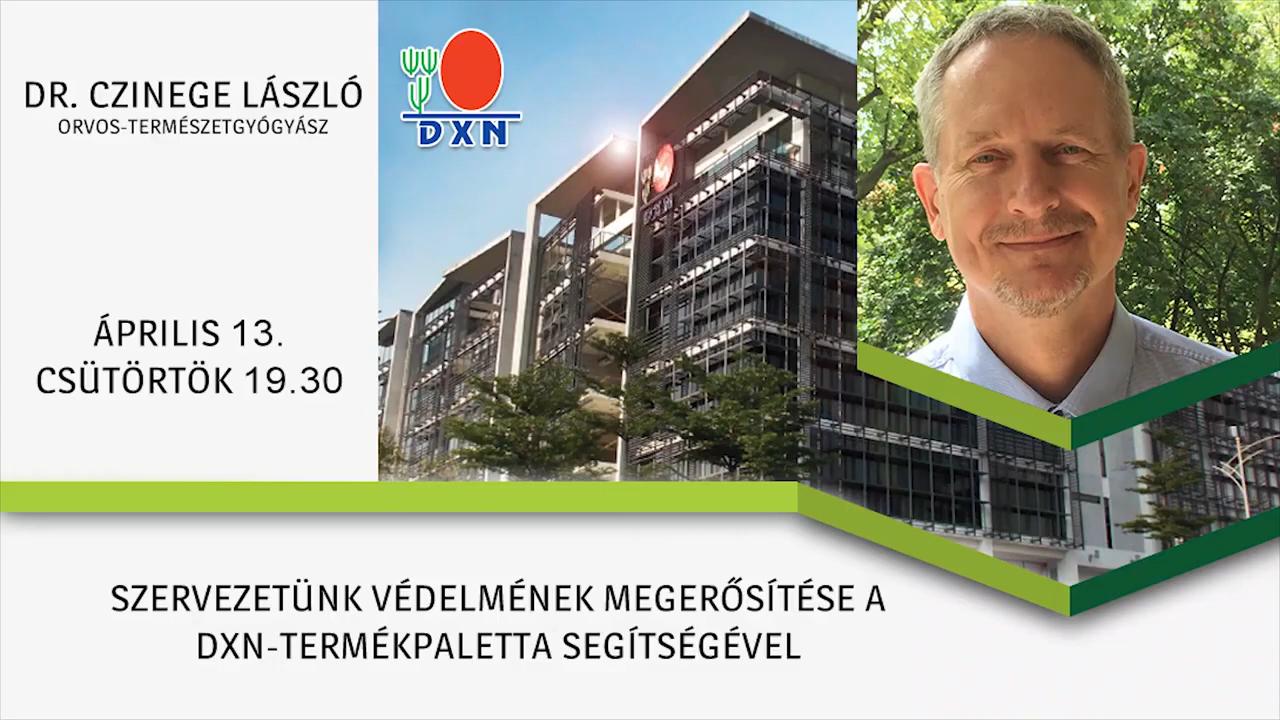 DR. CZINEGE LÁSZLÓ
ORVOS-TERMÉSZETGYÓGYÁSZ
ÁPRILIS 13.
CSÜTÖRTÖK 19.30
DXN
SZERVEZETÜNK VÉDELMÉNEK MEGERŐSÍTÉSE A
DXN-TERMÉKPALETTA SEGÍTSÉGÉVEL